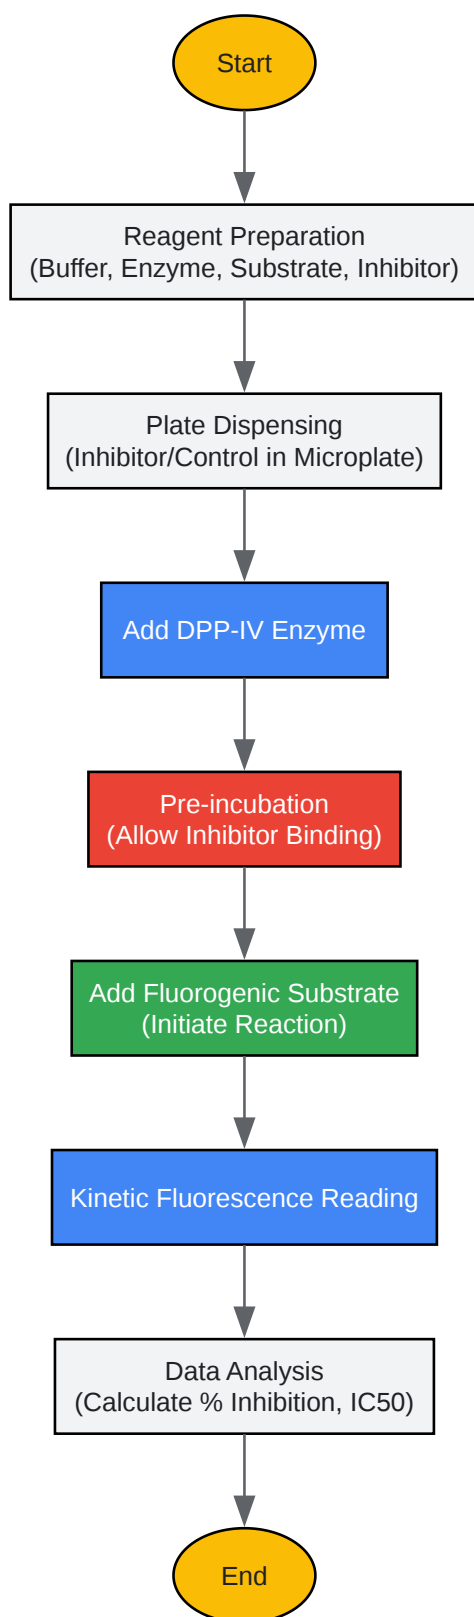 Start
Reagent Preparation
(Buffer, Enzyme, Substrate, Inhibitor)
Plate Dispensing
(Inhibitor/Control in Microplate)
Add DPP-IV Enzyme
Pre-incubation
(Allow Inhibitor Binding)
Add Fluorogenic Substrate
(Initiate Reaction)
Kinetic Fluorescence Reading
Data Analysis
(Calculate % Inhibition, IC50)
End